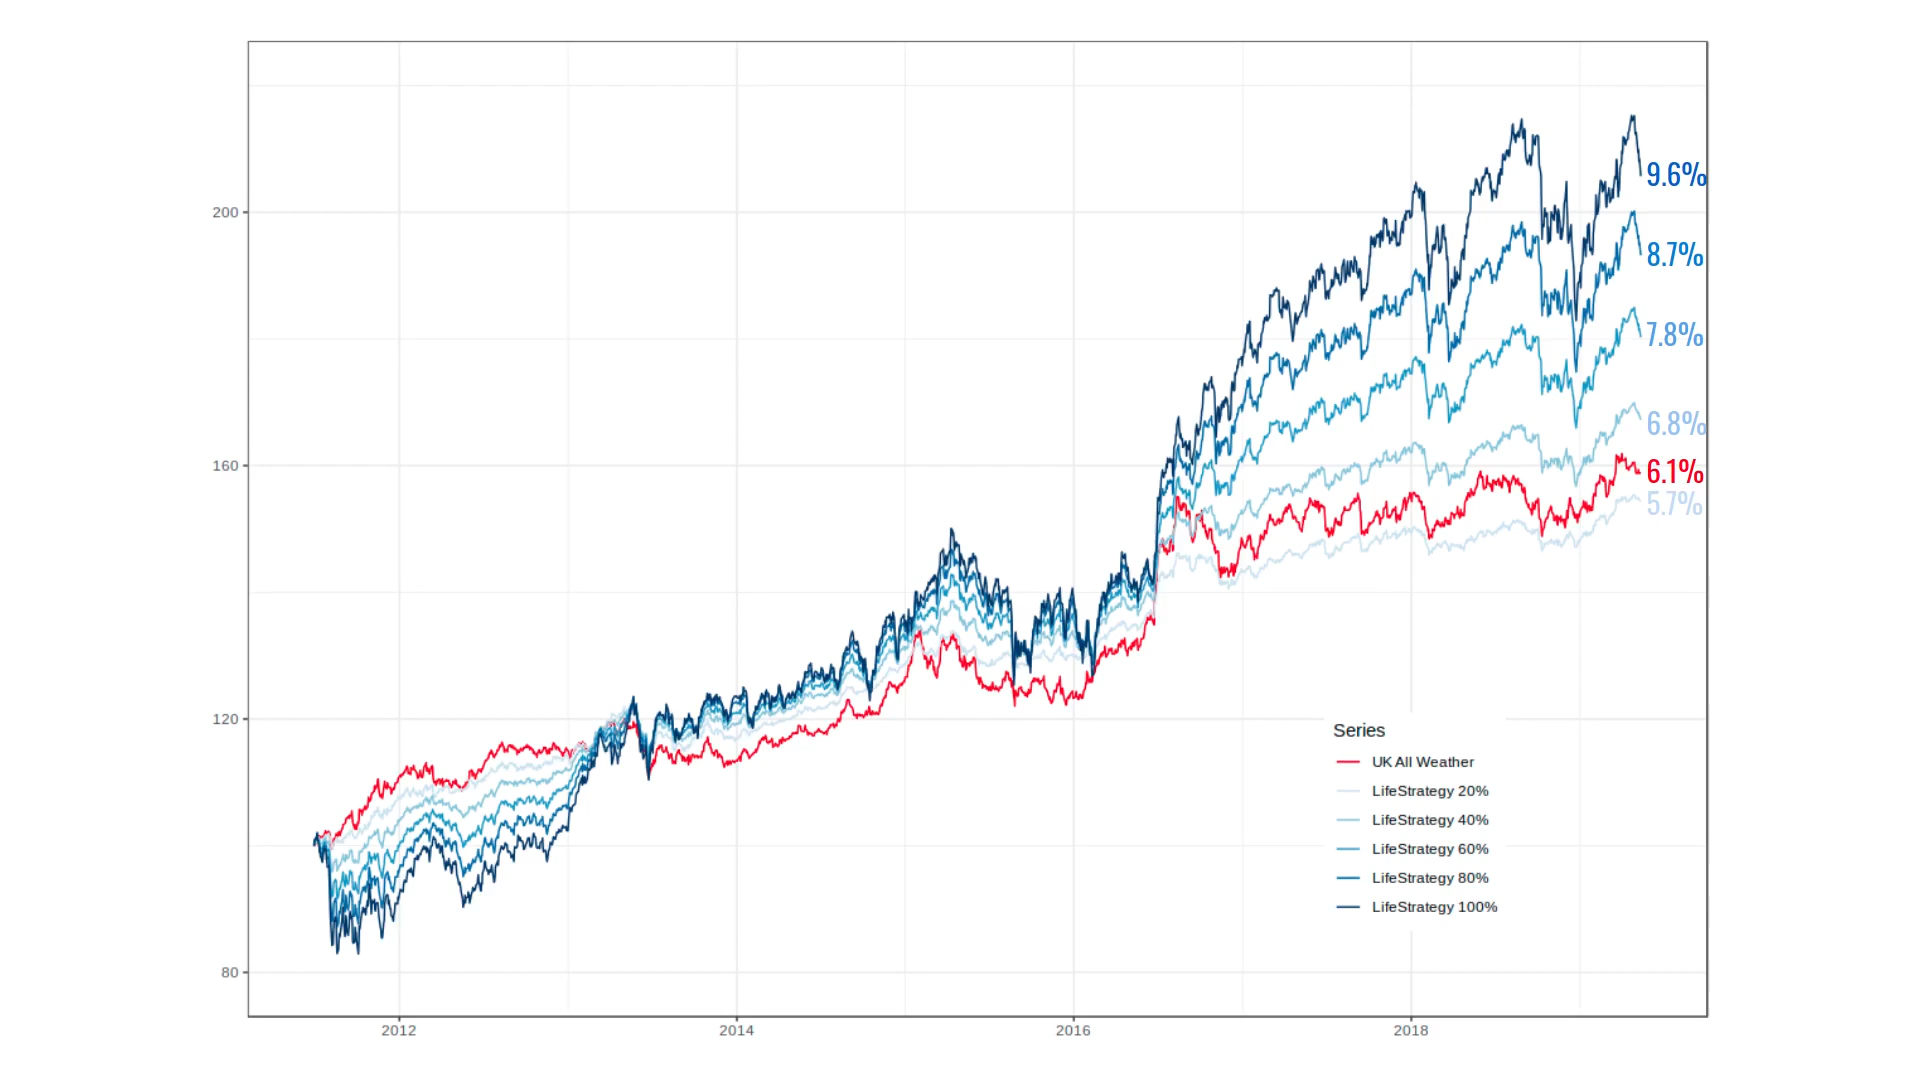 200
160
120
80
2012
2014
2016
2018
9.6%
8.7%
7.8%
6.8%
6.1%
5.7%
Series
UK All Weather
LifeStrategy 20%
LifeStrategy 40%
LifeStrategy 60%
LifeStrategy 80%
LifeStrategy 100%